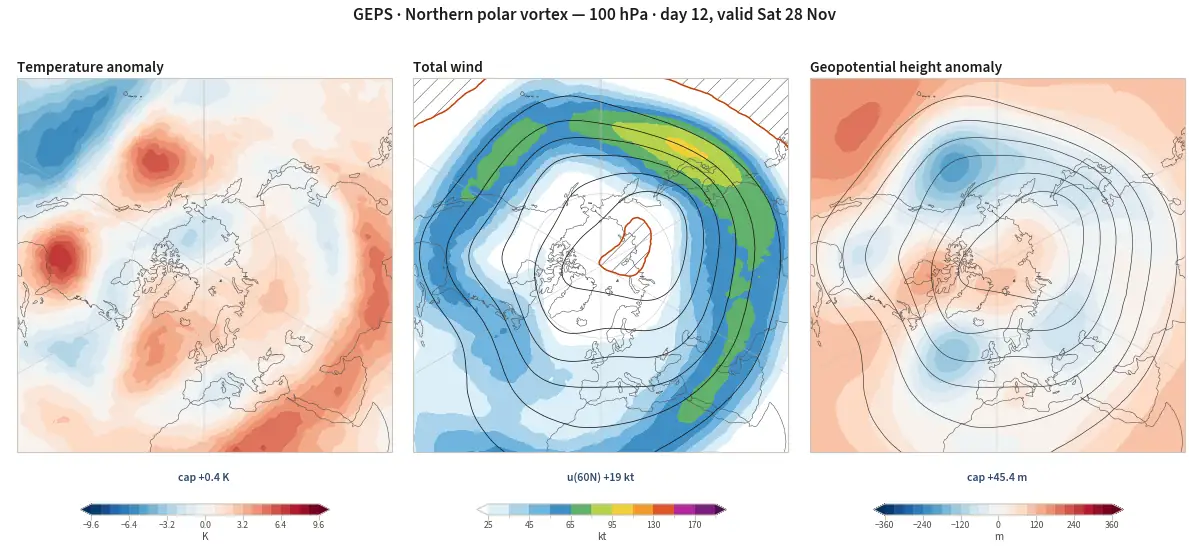 GEPS · Northern polar vortex — 100 hPa · day 12, valid Sat 28 Nov
Temperature anomaly
Total wind
Geopotential height anomaly
cap +0.4 K
u(60N) +19 kt
cap +45.4 m
−9.6 −6.4 −3.2 0.0 3.2 6.4 9.6
K
25 45 65 95 130 170
kt
−360 −240 −120 0 120 240 360
m